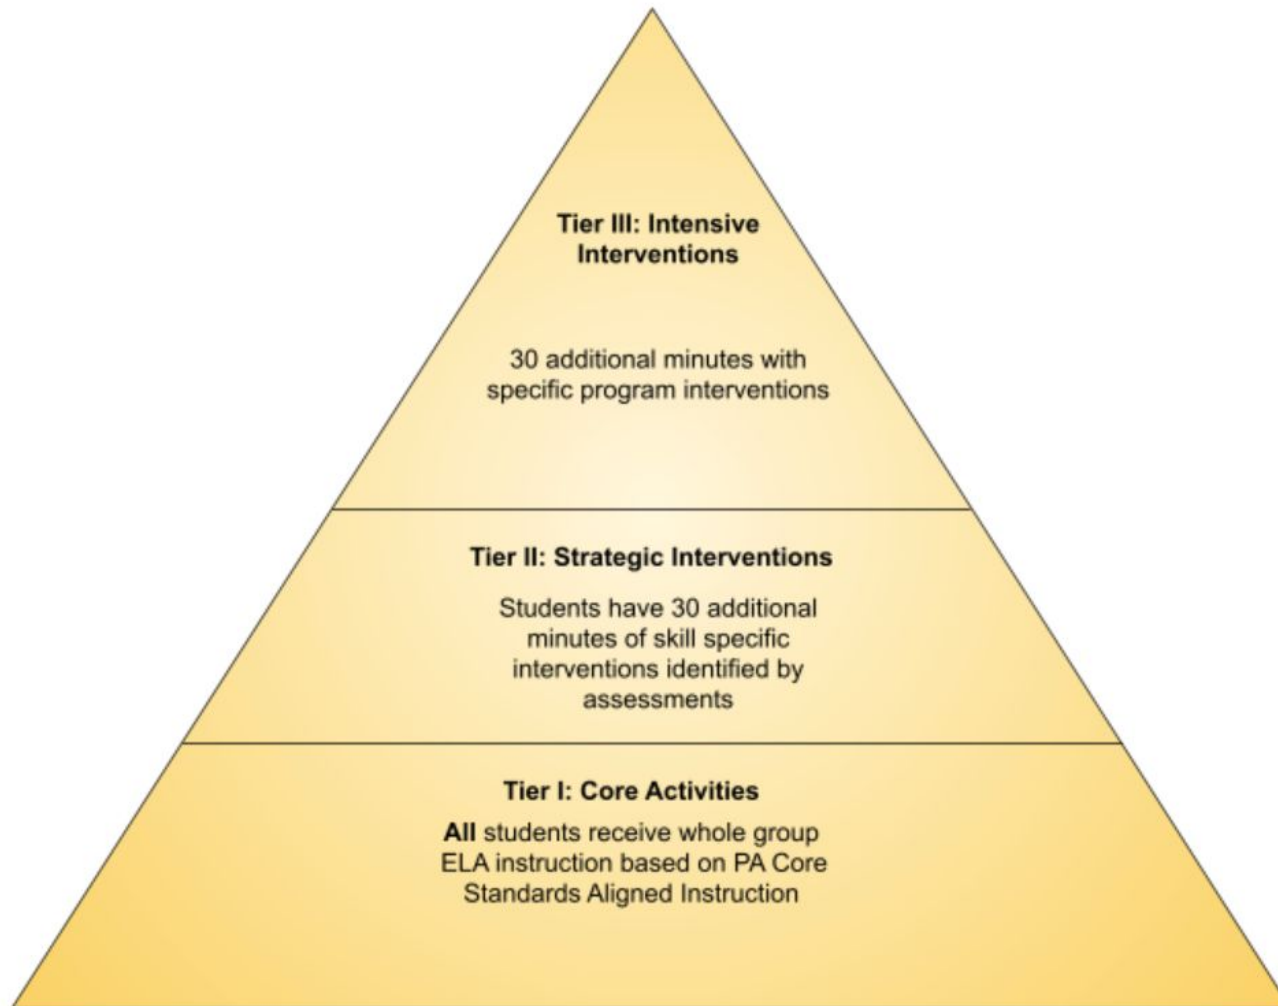 Tier III: Intensive
Interventions
30 additional minutes with
specific program interventions
Tier II: Strategic Interventions
Students have 30 additional
minutes of skill specific
interventions identified by
assessments
Tier I: Core Activities
All students receive whole group
ELA instruction based on PA Core
Standards Aligned Instruction